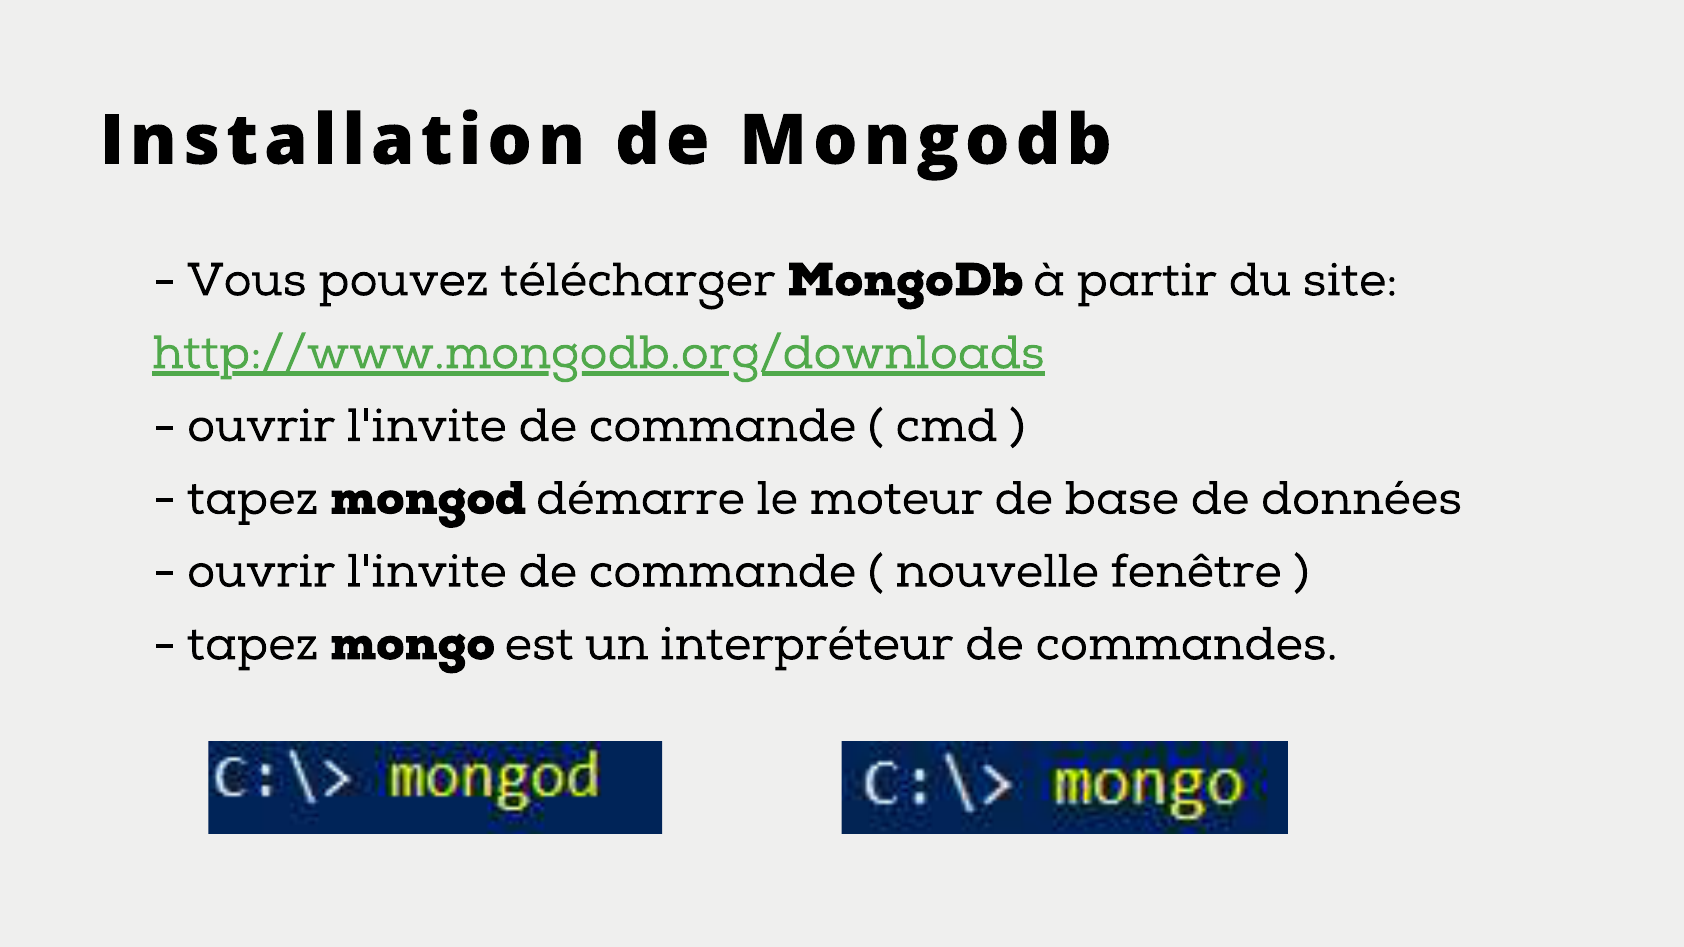 Installation de Mongodb
- Vous pouvez télécharger MongoDb à partir du site:
http://www.mongodb.org/downloads
- ouvrir l'invite de commande ( cmd )
- tapez mongod démarre le moteur de base de données
- ouvrir l'invite de commande ( nouvelle fenêtre )
- tapez mongo est un interpréteur de commandes.
C:\> mongod
C:\> mongo